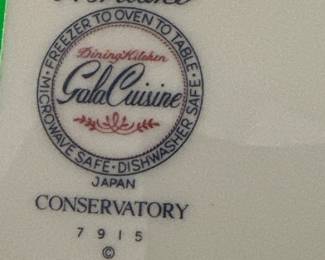 FREEZER TO OVEN TO TABLE · MICROWAVE SAFE · DISHWASHER SAFE ·
Dining Kitchen
Gala Cuisine
JAPAN
CONSERVATORY
7915
©